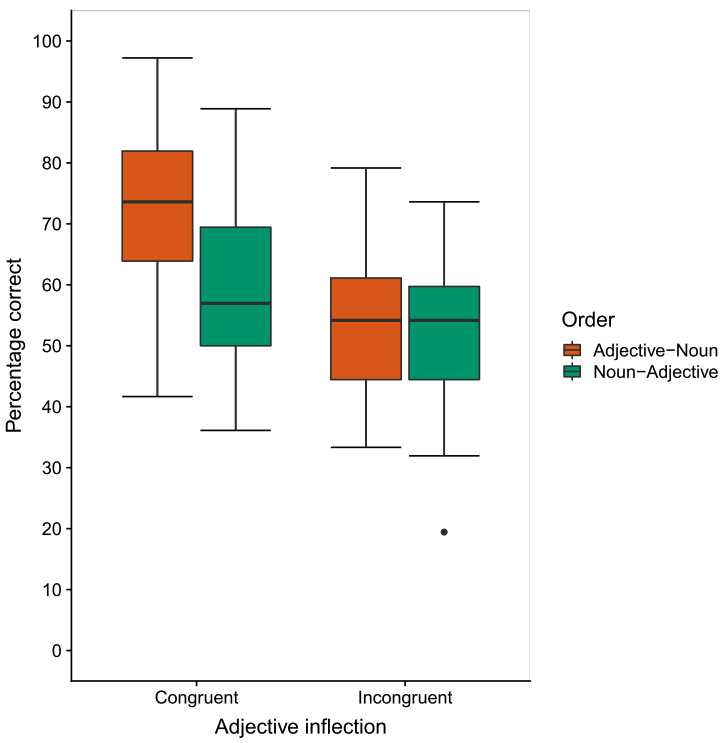 100
90
80
70
60
50
40
30
20
10
0
Percentage correct
Congruent
Incongruent
Adjective inflection
Order
Adjective−Noun
Noun−Adjective